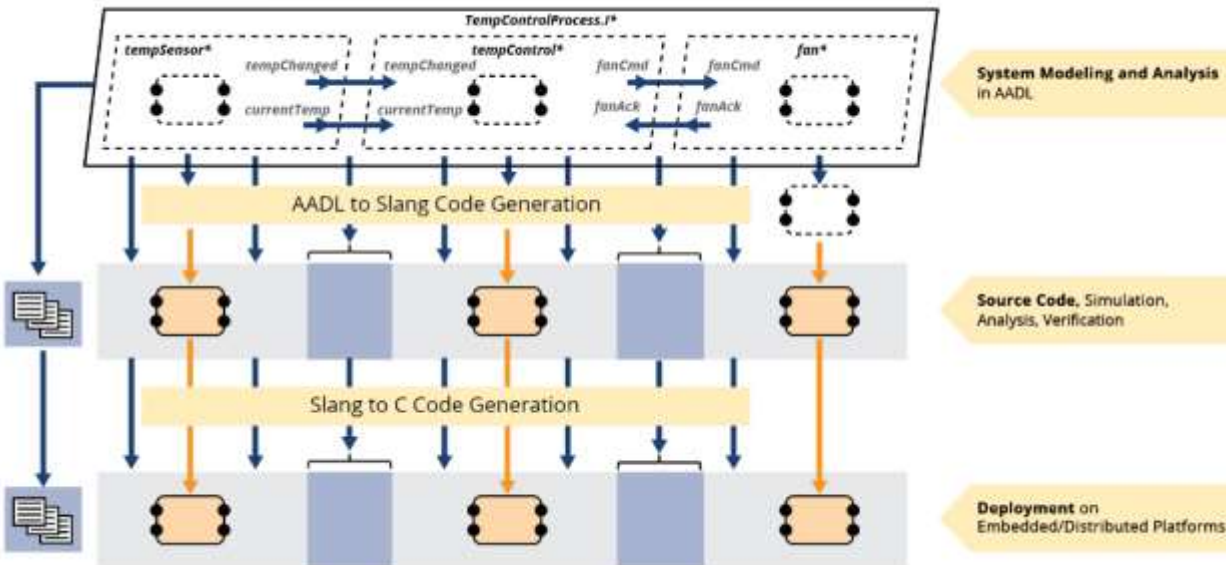 TempControlProcess.i*
tempSensor*
tempControl*
fan*
tempChanged
tempChanged
fanCmd
fanCmd
currentTemp
currentTemp
fanAck
fanAck
System Modeling and Analysis
in AADL
AADL to Slang Code Generation
Source Code, Simulation,
Analysis, Verification
Slang to C Code Generation
Deployment on
Embedded/Distributed Platforms